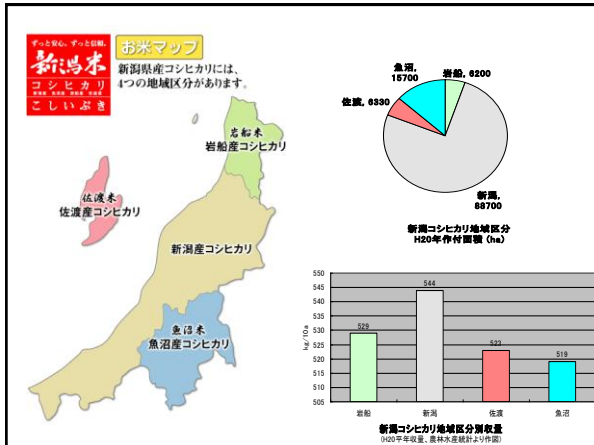 ずっと安心。ずっと信頼。
新潟米
コシヒカリ
こしいぶき
お米マップ
新潟県産コシヒカリには、
4つの地域区分があります。
岩船米
岩船産コシヒカリ
佐渡米
佐渡産コシヒカリ
新潟産コシヒカリ
魚沼米
魚沼産コシヒカリ
魚沼,
15700
岩船, 6200
佐渡, 6330
新潟,
88700
新潟コシヒカリ地域区分
H20年作付面積 (ha)
kg/10a
550
545
540
535
530
525
520
515
510
505
529
544
523
519
岩船
新潟
佐渡
魚沼
新潟コシヒカリ地域区分別収量
(H20平年収量、農林水産統計より作図)